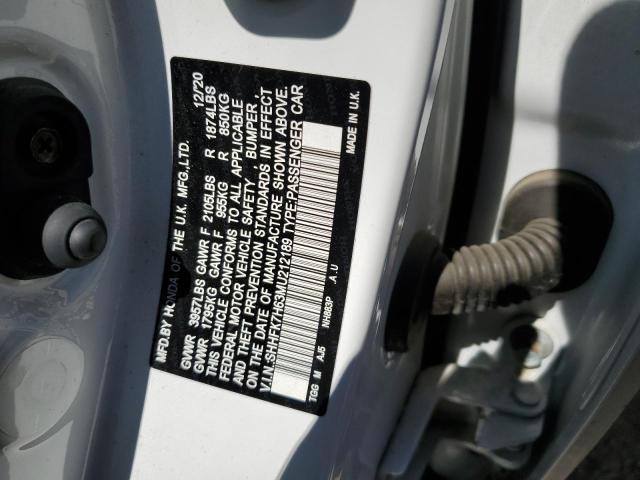 MFD.BY HONDA OF THE U.K. MFG.,LTD. 12/20
GVWR 3957LBS GAWR F 2105LBS R 1874LBS
GVWR 1795KG GAWR F 955KG R 850KG
THIS VEHICLE CONFORMS TO ALL APPLICABLE
FEDERAL MOTOR VEHICLE SAFETY , BUMPER ,
AND THEFT PREVENTION STANDARDS IN EFFECT
ON THE DATE OF MANUFACTURE SHOWN ABOVE.
V.I.N.:SHHFK7H63MU212189 TYPE:PASSENGER CAR
TGG M AJ5 NH883P .A U MADE IN U.K.